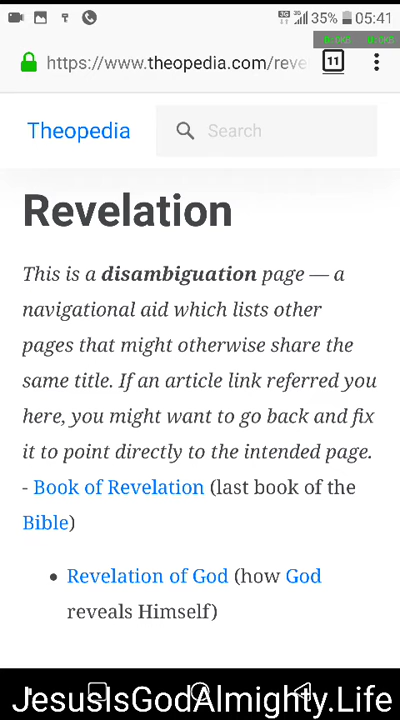 35% 05:41
https://www.theopedia.com/reve
11
Theopedia
Search
Revelation
This is a disambiguation page — a
navigational aid which lists other
pages that might otherwise share the
same title. If an article link referred you
here, you might want to go back and fix
it to point directly to the intended page.
- Book of Revelation (last book of the
Bible)
• Revelation of God (how God
reveals Himself)
JesusIsGodAlmighty.Life